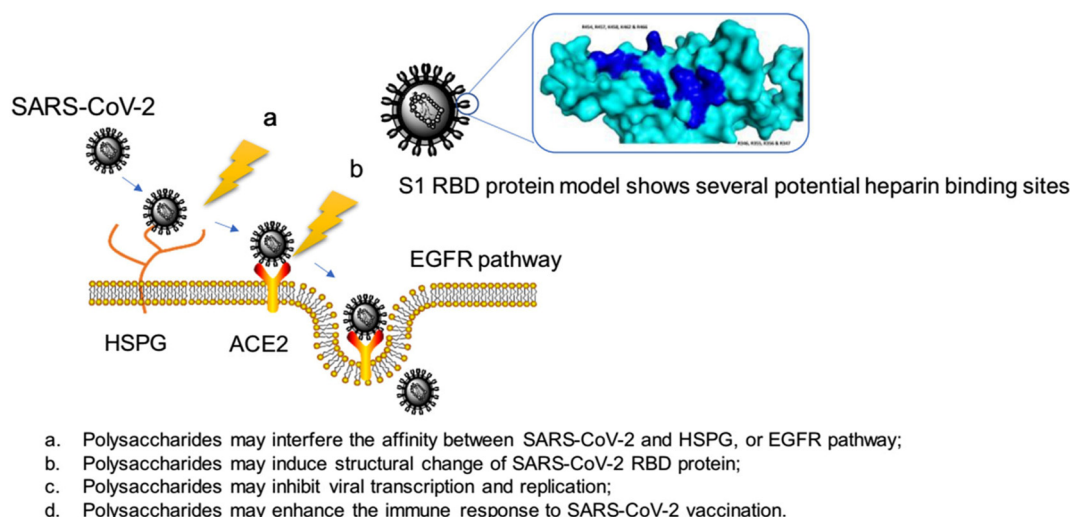 SARS-CoV-2
a
b
S1 RBD protein model shows several potential heparin binding sites
EGFR pathway
HSPG
ACE2
a. Polysaccharides may interfere the affinity between SARS-CoV-2 and HSPG, or EGFR pathway;
b. Polysaccharides may induce structural change of SARS-CoV-2 RBD protein;
c. Polysaccharides may inhibit viral transcription and replication;
d. Polysaccharides may enhance the immune response to SARS-CoV-2 vaccination.